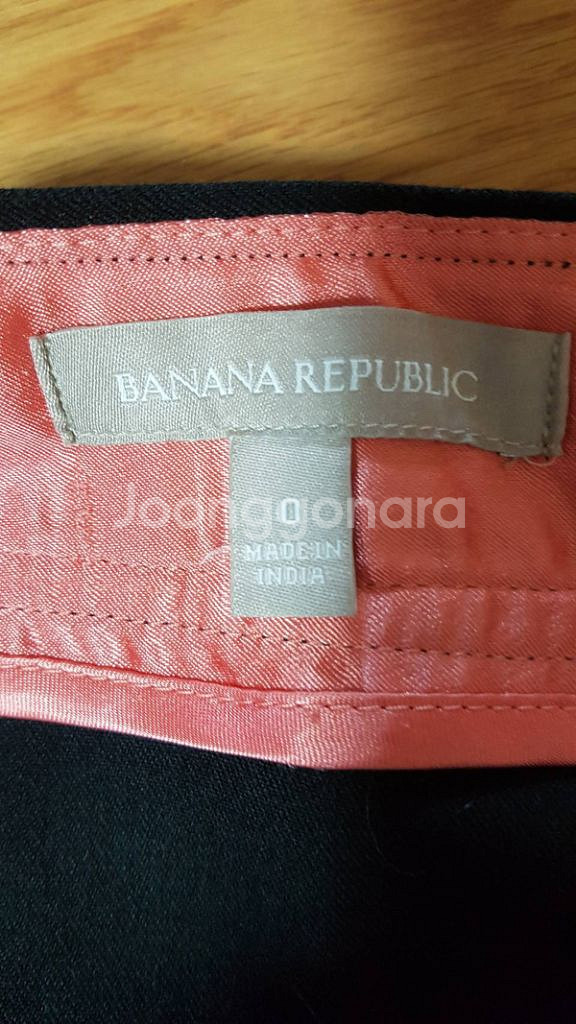 BANANA REPUBLIC
Joonggonara
0
MADE IN
INDIA